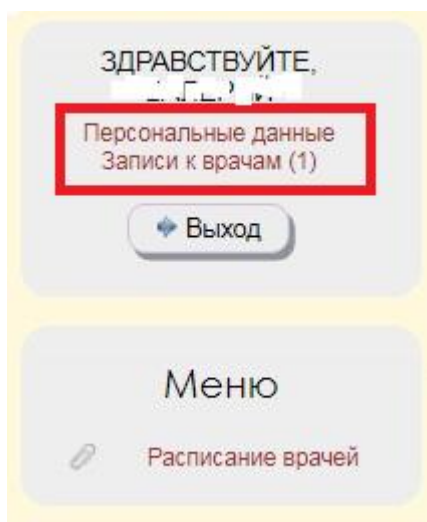 ЗДРАВСТВУЙТЕ,
Персональные данные
Записи к врачам (1)
Выход
Меню
Расписание врачей